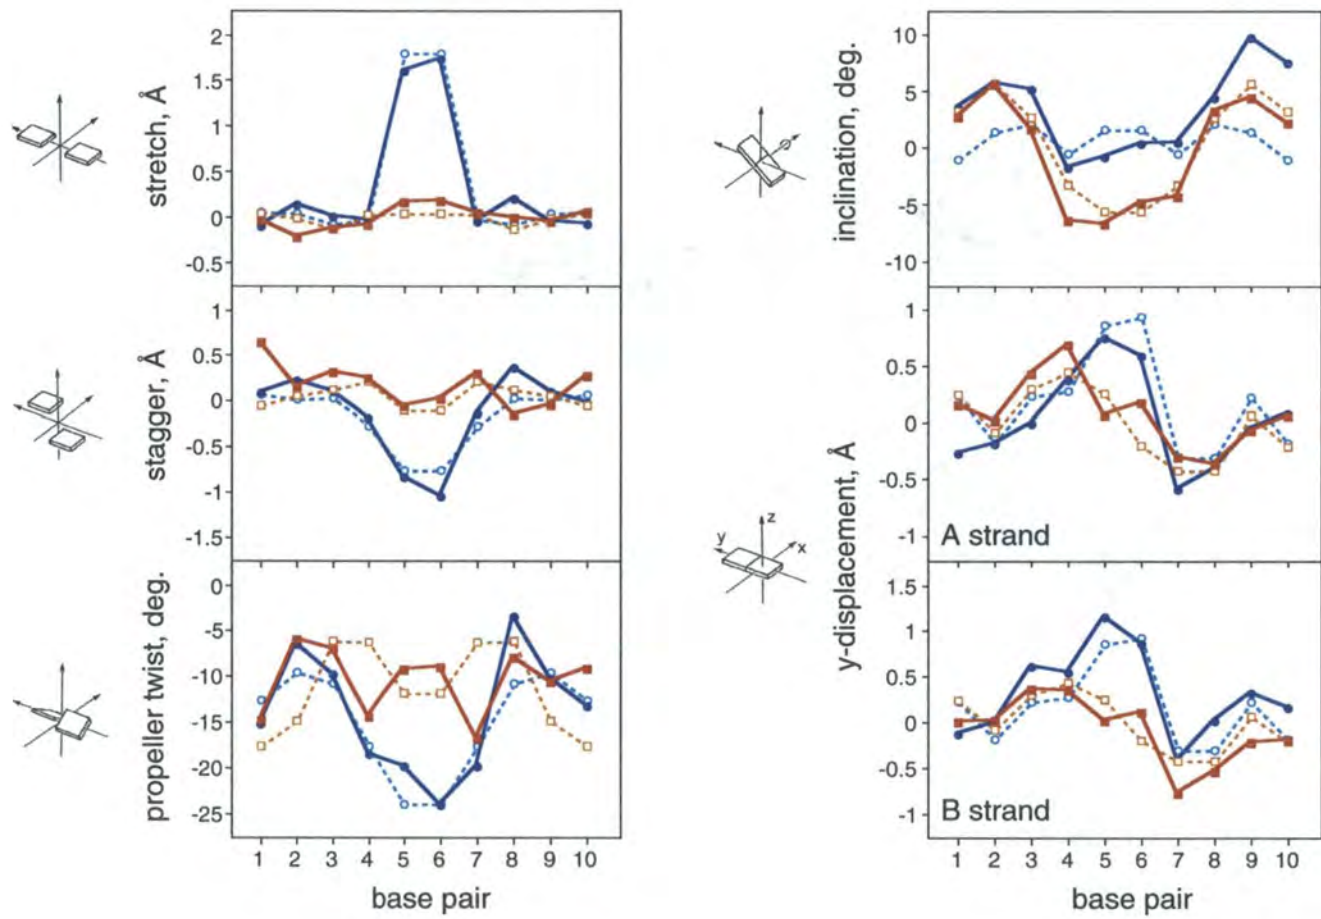 stretch, Å
2
1.5
1
0.5
0
-0.5
stagger, Å
1
0.5
0
-0.5
-1
-1.5
propeller twist, deg.
0
-5
-10
-15
-20
-25
1 2 3 4 5 6 7 8 9 10
base pair
inclination, deg.
10
5
0
-5
-10
y-displacement, Å
z
y
x
1
0.5
0
-0.5
-1
A strand
1.5
1
0.5
0
-0.5
-1
B strand
1 2 3 4 5 6 7 8 9 10
base pair